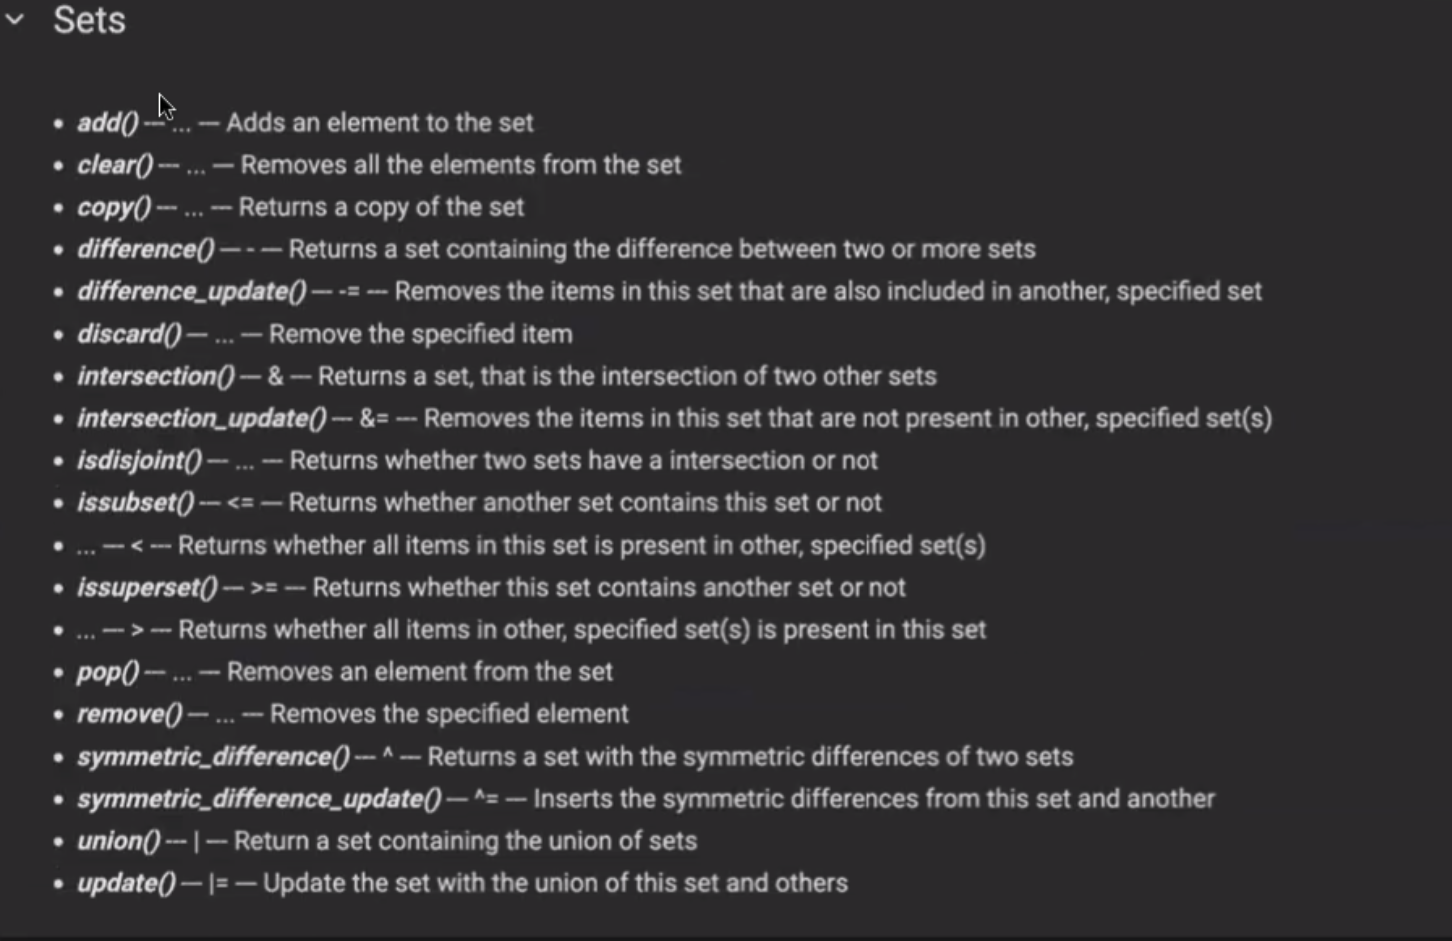 Sets
• add() — ... — Adds an element to the set
• clear() — ... — Removes all the elements from the set
• copy() — ... — Returns a copy of the set
• difference() — - — Returns a set containing the difference between two or more sets
• difference_update() — -= — Removes the items in this set that are also included in another, specified set
• discard() — ... — Remove the specified item
• intersection() — & — Returns a set, that is the intersection of two other sets
• intersection_update() — &= — Removes the items in this set that are not present in other, specified set(s)
• isdisjoint() — ... — Returns whether two sets have a intersection or not
• issubset() — <= — Returns whether another set contains this set or not
• ... — < — Returns whether all items in this set is present in other, specified set(s)
• issuperset() — >= — Returns whether this set contains another set or not
• ... — > — Returns whether all items in other, specified set(s) is present in this set
• pop() — ... — Removes an element from the set
• remove() — ... — Removes the specified element
• symmetric_difference() — ^ — Returns a set with the symmetric differences of two sets
• symmetric_difference_update() — ^= — Inserts the symmetric differences from this set and another
• union() — | — Return a set containing the union of sets
• update() — |= — Update the set with the union of this set and others